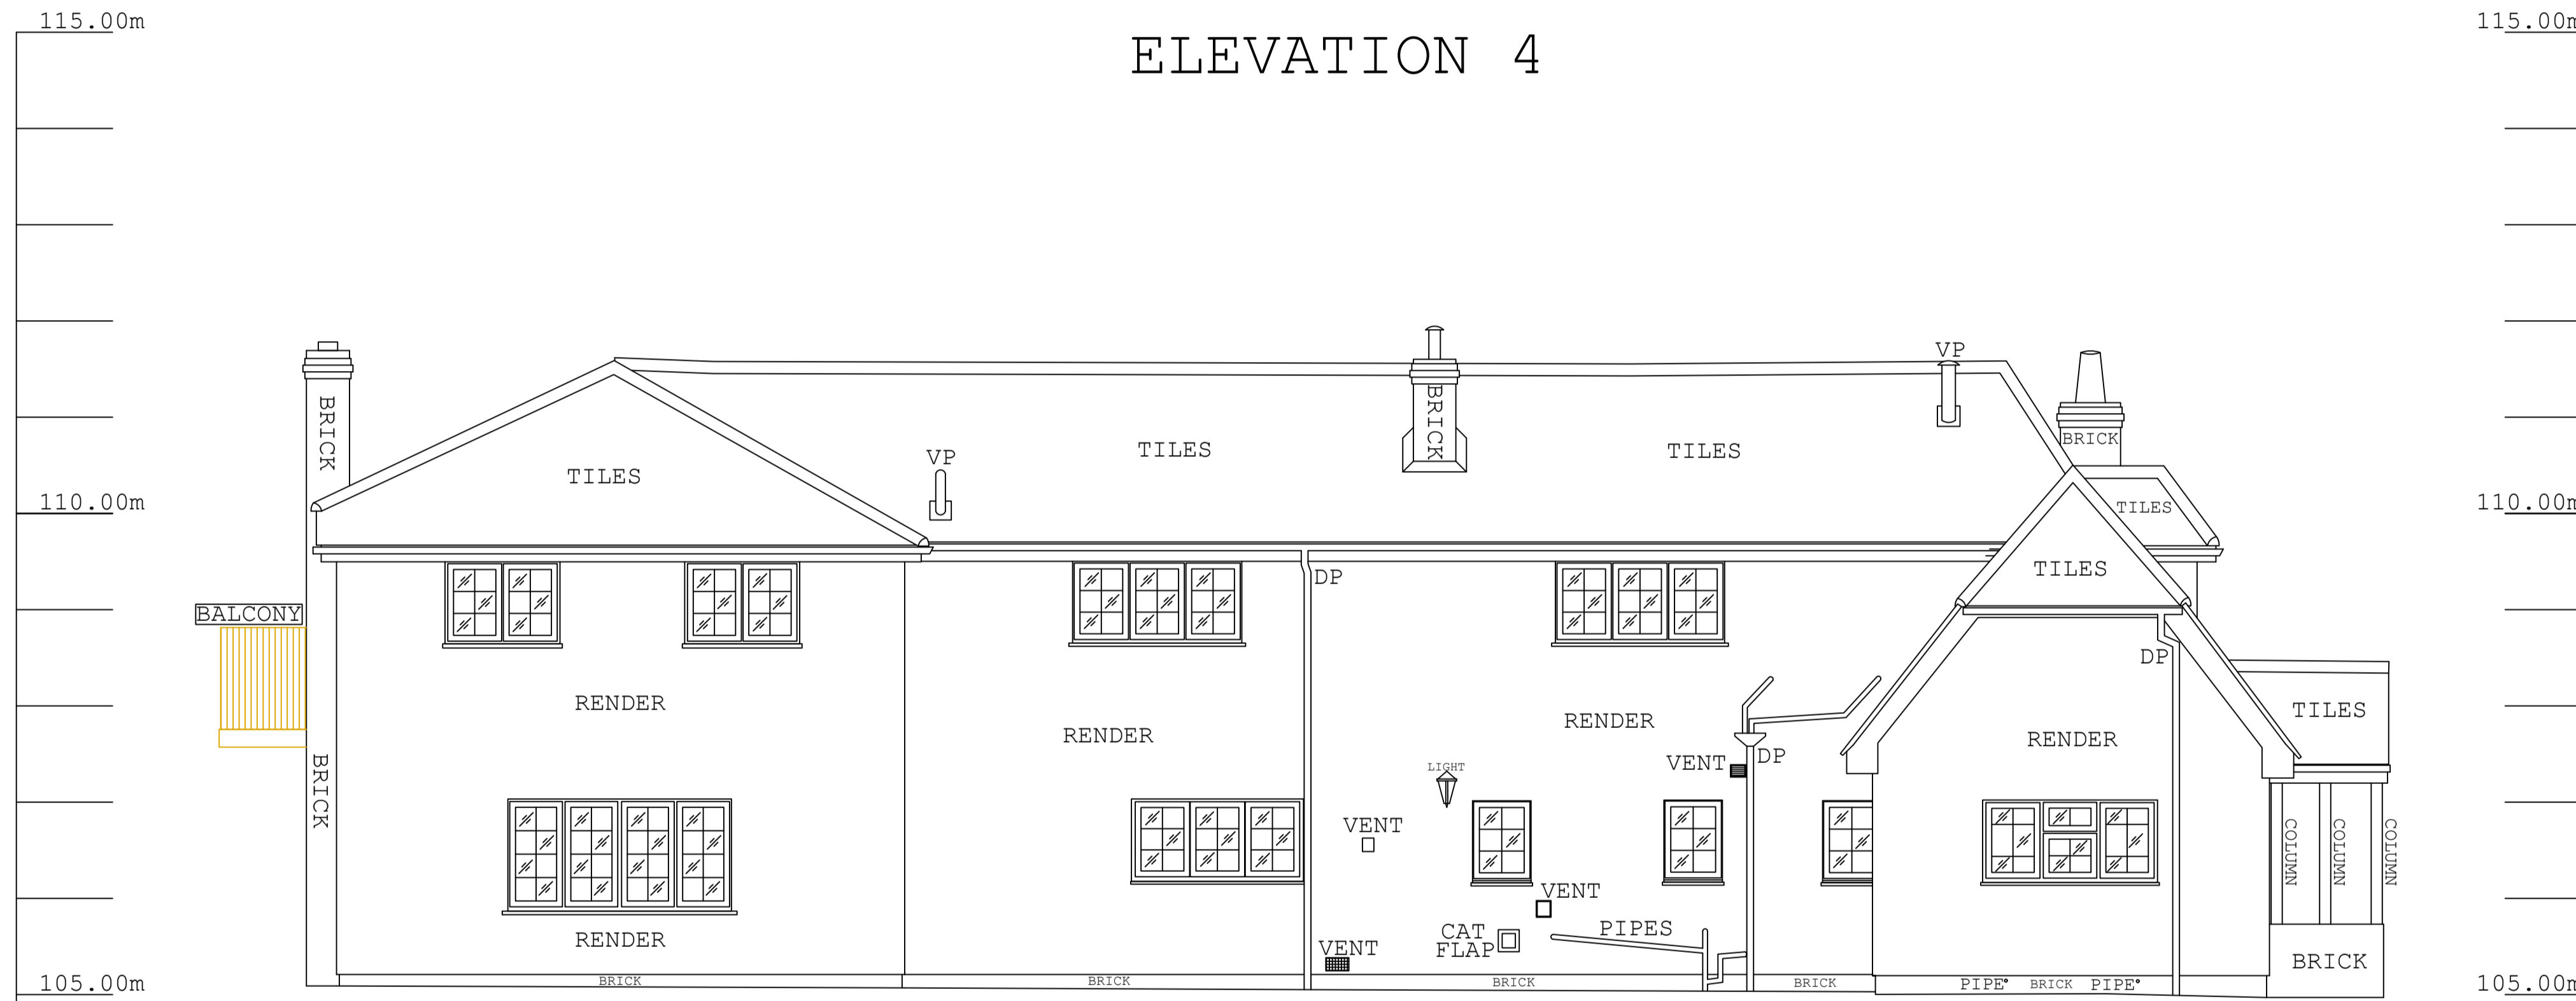 115.00m
ELEVATION 4
115.00m
VP
BRICK
BRICK
BRICK
TILES
TILES
TILES
VP
110.00m
TILES
110.00m
TILES
DP
BALCONY
DP
RENDER
TILES
RENDER
RENDER
RENDER
BRICK
VENT
DP
LIGHT
VENT
COLUMN
COLUMN
COLUMN
VENT
PIPES
CAT
FLAP
RENDER
VENT
BRICK
105.00m
BRICK
BRICK
BRICK
BRICK
PIPE
BRICK
PIPE
105.00m